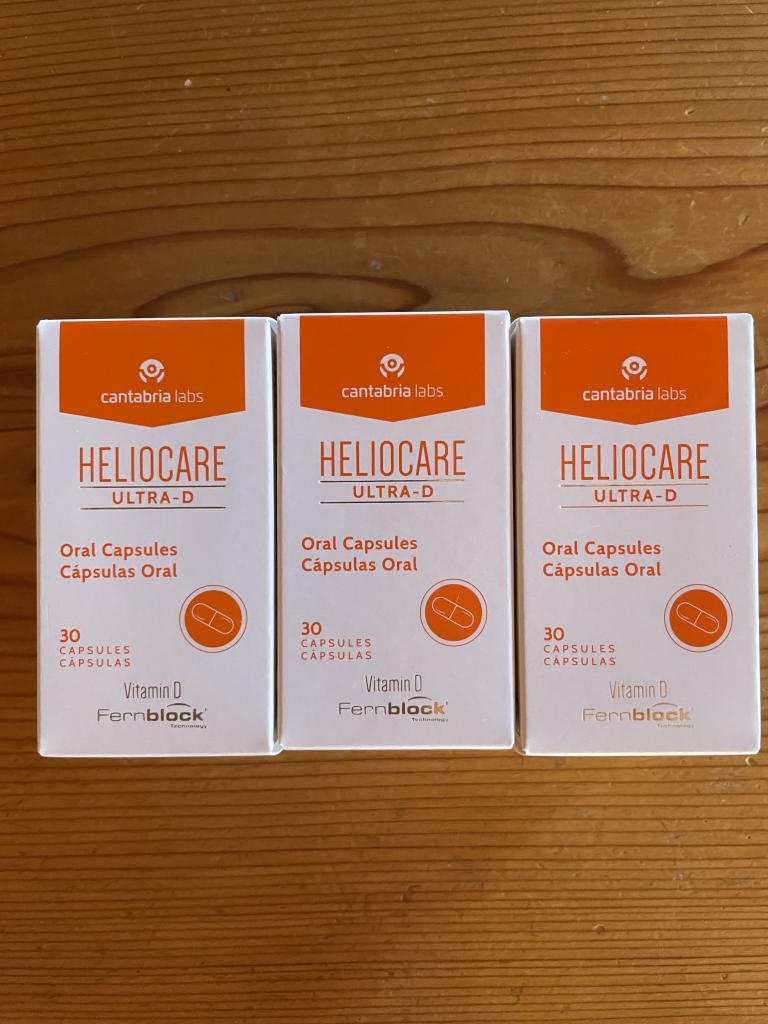 cantabria labs
HELIOCARE
ULTRA-D
Oral Capsules
Cápsulas Oral
30
CAPSULES
CÁPSULAS
Vitamin D
Fernblock
Technology
cantabria labs
HELIOCARE
ULTRA-D
Oral Capsules
Cápsulas Oral
30
CAPSULES
CÁPSULAS
Vitamin D
Fernblock
Technology
cantabria labs
HELIOCARE
ULTRA-D
Oral Capsules
Cápsulas Oral
30
CAPSULES
CÁPSULAS
Vitamin D
Fernblock
Technology